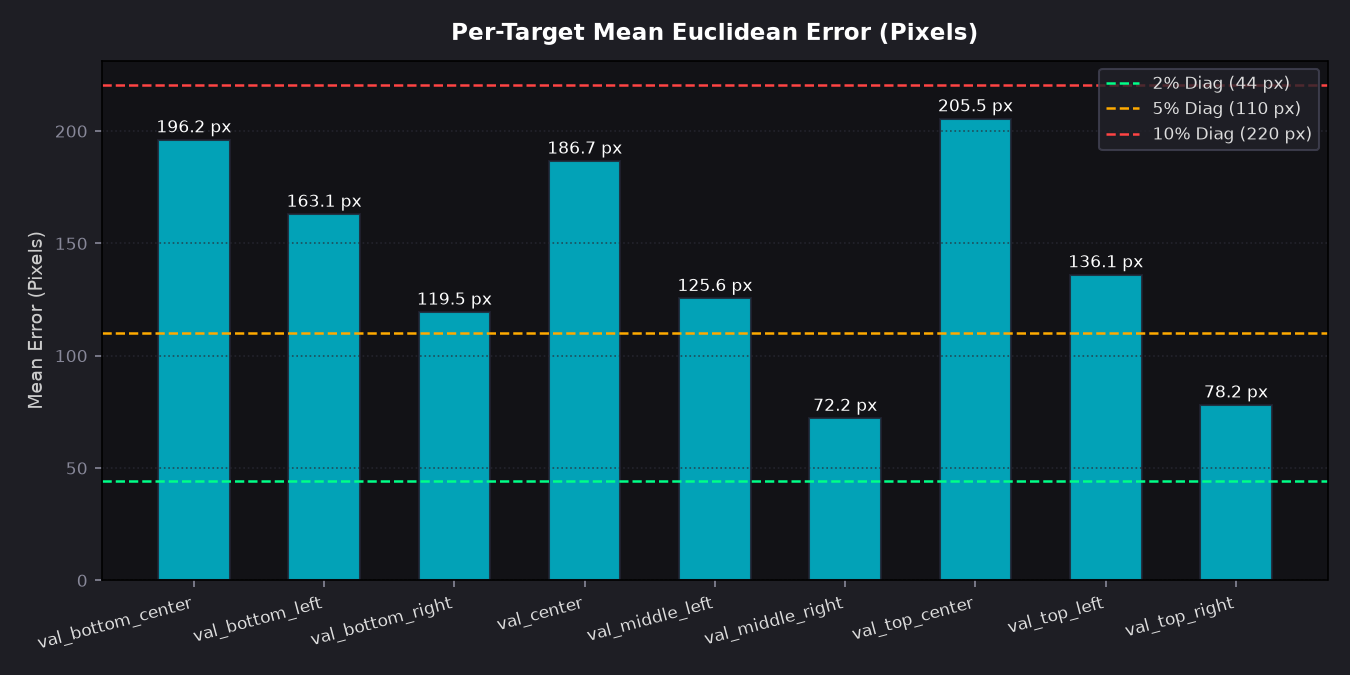 Per-Target Mean Euclidean Error (Pixels)
2% Diag (44 px)
5% Diag (110 px)
10% Diag (220 px)
Mean Error (Pixels)
200
150
100
50
0
196.2 px
163.1 px
119.5 px
186.7 px
125.6 px
72.2 px
205.5 px
136.1 px
78.2 px
val_bottom_center
val_bottom_left
val_bottom_right
val_center
val_middle_left
val_middle_right
val_top_center
val_top_left
val_top_right